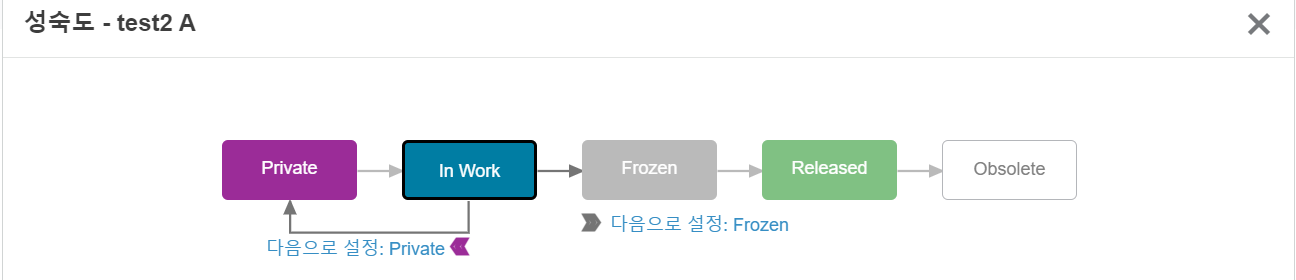 성숙도 - test2 A
Private
In Work
Frozen
Released
Obsolete
다음으로 설정: Frozen
다음으로 설정: Private